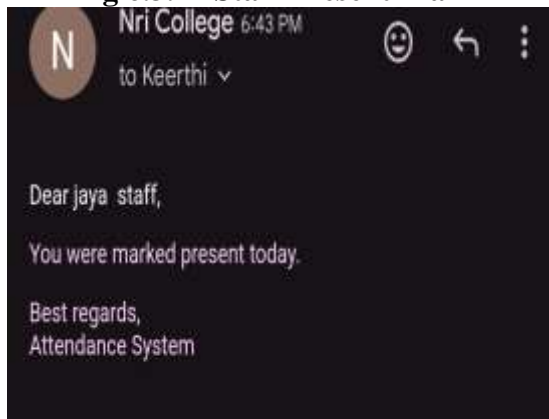 Nri College 6:43 PM
N
to Keerthi
Dear jaya staff,
You were marked present today.
Best regards,
Attendance System